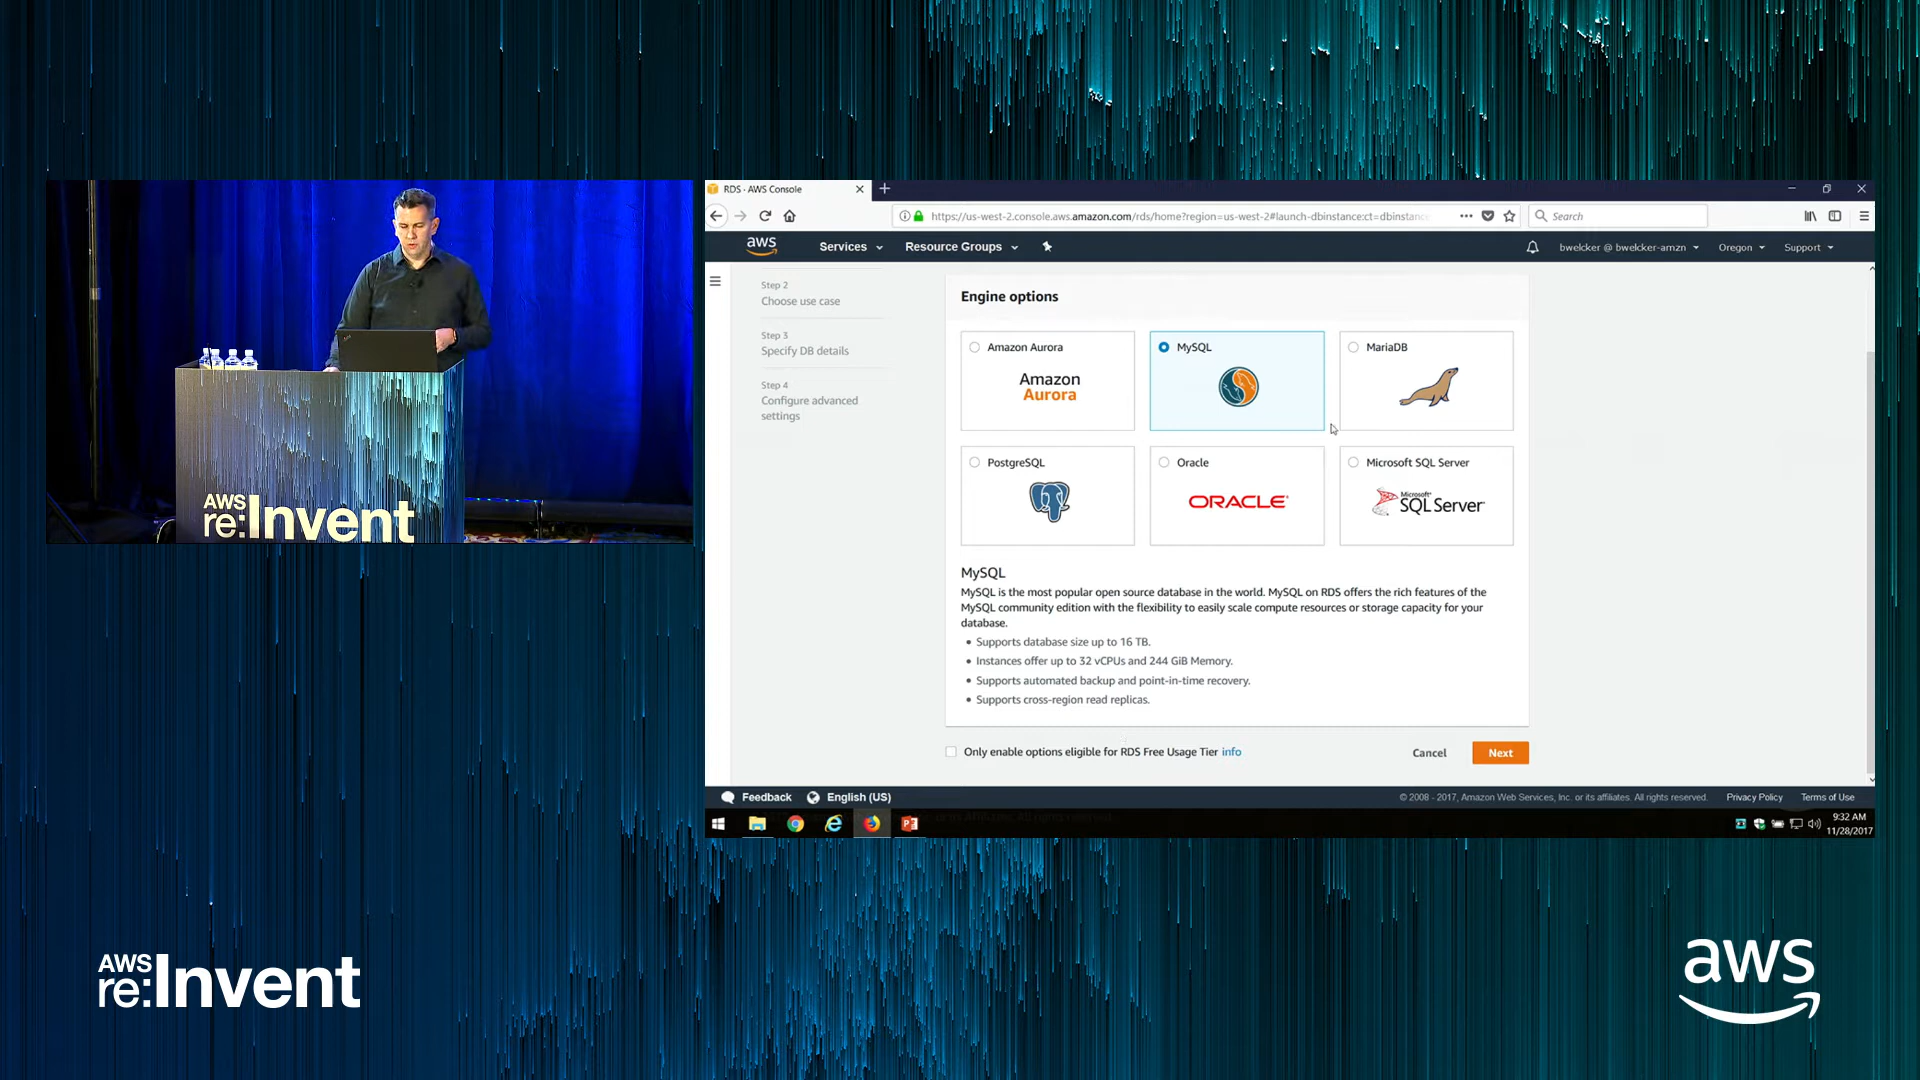 RDS - AWS Console
https://us-west-2.console.aws.amazon.com/rds/home?region=us-west-2#launch-dbinstance:ct=dbinstance
Search
aws
Services
Resource Groups
bwelcker @ bwelcker-amzn
Oregon
Support
Step 2
Choose use case
Step 3
Specify DB details
Step 4
Configure advanced
settings
Engine options
Amazon Aurora
Amazon
Aurora
MySQL
MariaDB
PostgreSQL
Oracle
ORACLE
Microsoft SQL Server
Microsoft
SQL Server
MySQL
MySQL is the most popular open source database in the world. MySQL on RDS offers the rich features of the
MySQL community edition with the flexibility to easily scale compute resources or storage capacity for your
database.
• Supports database size up to 16 TB.
• Instances offer up to 32 vCPUs and 244 GiB Memory.
• Supports automated backup and point-in-time recovery.
• Supports cross-region read replicas.
Only enable options eligible for RDS Free Usage Tier info
Cancel
Next
Feedback
English (US)
© 2008 - 2017, Amazon Web Services, Inc. or its affiliates. All rights reserved.
Privacy Policy
Terms of Use
9:32 AM
11/28/2017
AWS
re:Invent
AWS
re:Invent
aws